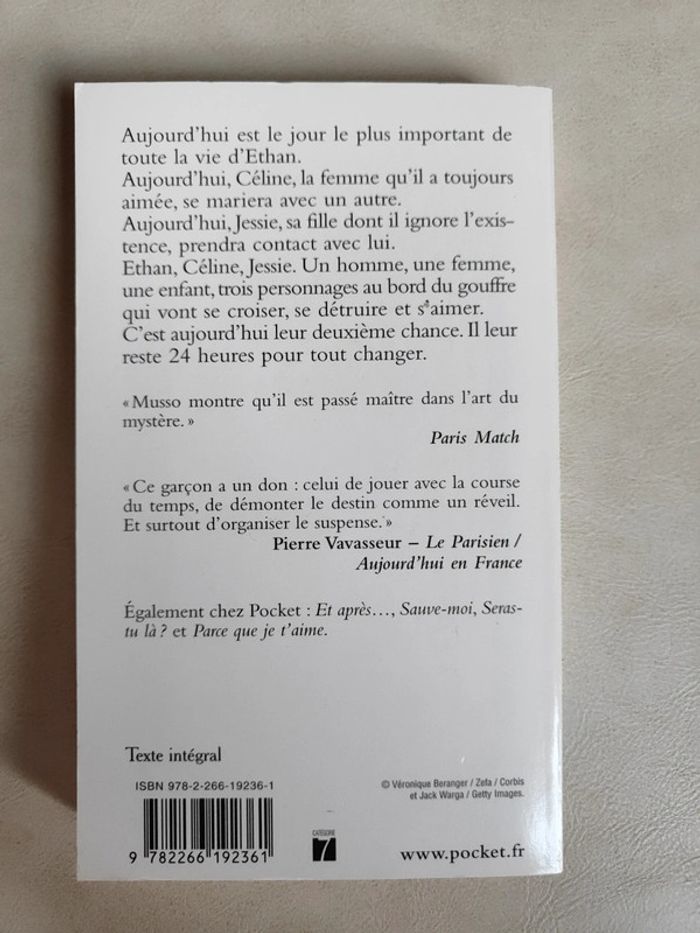 Aujourd'hui est le jour le plus important de
toute la vie d'Ethan.
Aujourd'hui, Céline, la femme qu'il a toujours
aimée, se mariera avec un autre.
Aujourd'hui, Jessie, sa fille dont il ignore l'exis-
tence, prendra contact avec lui.
Ethan, Céline, Jessie. Un homme, une femme,
une enfant, trois personnages au bord du gouffre
qui vont se croiser, se détruire et s'aimer.
C'est aujourd'hui leur deuxième chance. Il leur
reste 24 heures pour tout changer.
« Musso montre qu'il est passé maître dans l'art du
mystère. »
Paris Match
« Ce garçon a un don : celui de jouer avec la course
du temps, de démonter le destin comme un réveil.
Et surtout d'organiser le suspense. »
Pierre Vavasseur – Le Parisien /
Aujourd'hui en France
Également chez Pocket : Et après…, Sauve-moi, Seras-
tu là ? et Parce que je t'aime.
Texte intégral
ISBN 978-2-266-19236-1
© Véronique Beranger / Zefa / Corbis
et Jack Warga / Getty Images.
9 782266 192361
CATÉGORIE
7
www.pocket.fr